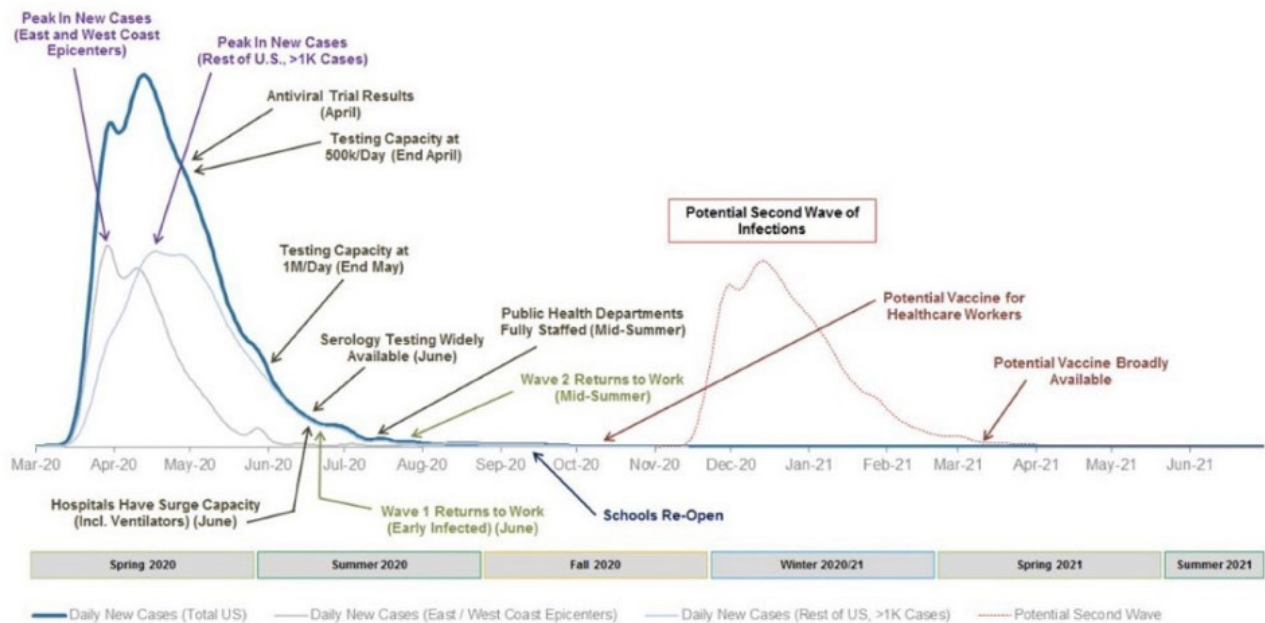 Peak In New Cases
(East and West Coast
Epicenters)
Peak In New Cases
(Rest of U.S., >1K Cases)
Antiviral Trial Results
(April)
Testing Capacity at
500k/Day (End April)
Potential Second Wave of
Infections
Testing Capacity at
1M/Day (End May)
Public Health Departments
Fully Staffed (Mid-Summer)
Potential Vaccine for
Healthcare Workers
Serology Testing Widely
Available (June)
Wave 2 Returns to Work
(Mid-Summer)
Potential Vaccine Broadly
Available
Mar-20 Apr-20 May-20 Jun-20 Jul-20 Aug-20 Sep-20 Oct-20 Nov-20 Dec-20 Jan-21 Feb-21 Mar-21 Apr-21 May-21 Jun-21
Hospitals Have Surge Capacity
(Incl. Ventilators) (June)
Wave 1 Returns to Work
(Early Infected) (June)
Schools Re-Open
Spring 2020 Summer 2020 Fall 2020 Winter 2020/21 Spring 2021 Summer 2021
Daily New Cases (Total US) Daily New Cases (East / West Coast Epicenters) Daily New Cases (Rest of US, >1K Cases) Potential Second Wave